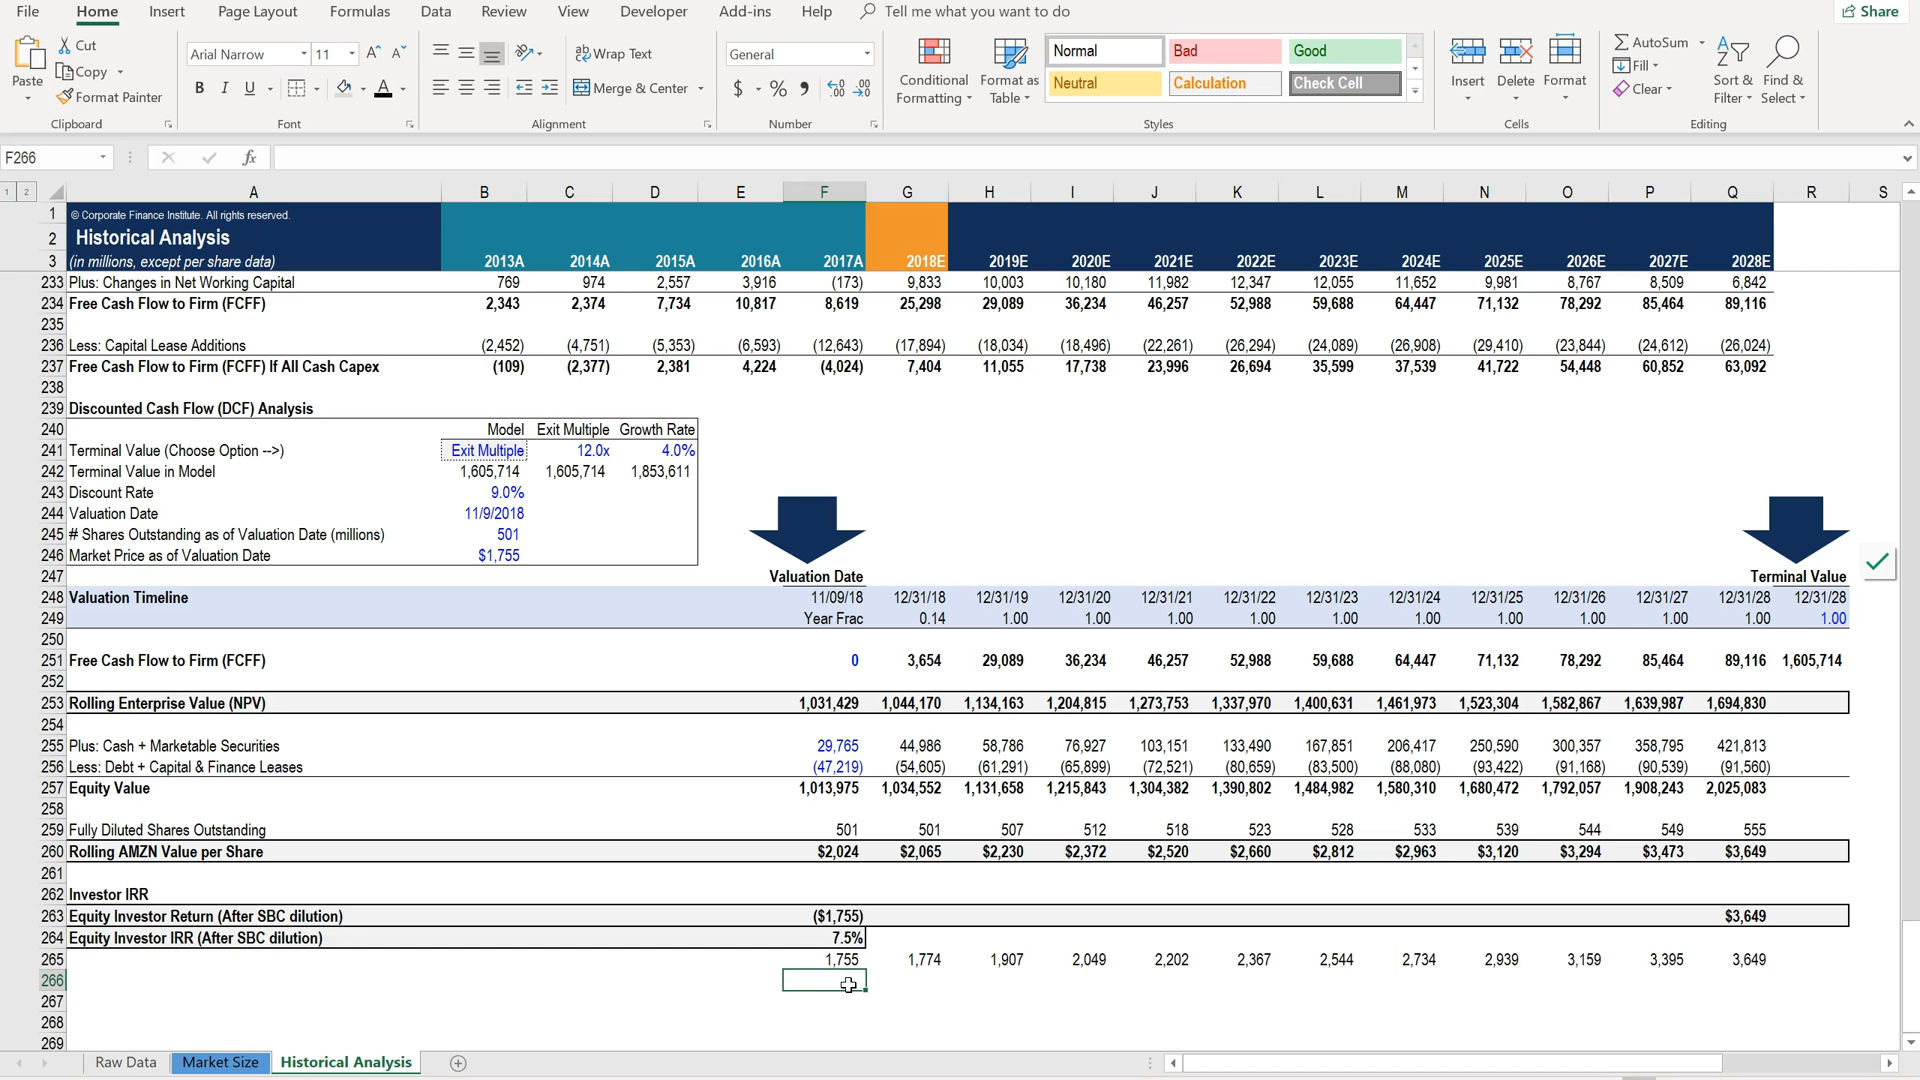 File Home Insert Page Layout Formulas Data Review View Developer Add-ins Help Tell me what you want to do Share
Paste Cut Copy Format Painter Clipboard
Arial Narrow 11 B I U A Font
ab Wrap Text Merge & Center Alignment
General $ % Number
Conditional Formatting Format as Table Normal Bad Good Neutral Calculation Check Cell Styles
Insert Delete Format Cells
AutoSum Fill Clear Sort & Filter Find & Select Editing
F266 fx
1 2 A B C D E F G H I J K L M N O P Q R S
1 © Corporate Finance Institute. All rights reserved.
2 Historical Analysis
3 (in millions, except per share data) 2013A 2014A 2015A 2016A 2017A 2018E 2019E 2020E 2021E 2022E 2023E 2024E 2025E 2026E 2027E 2028E
233 Plus: Changes in Net Working Capital 769 974 2,557 3,916 (173) 9,833 10,003 10,180 11,982 12,347 12,055 11,652 9,981 8,767 8,509 6,842
234 Free Cash Flow to Firm (FCFF) 2,343 2,374 7,734 10,817 8,619 25,298 29,089 36,234 46,257 52,988 59,688 64,447 71,132 78,292 85,464 89,116
235
236 Less: Capital Lease Additions (2,452) (4,751) (5,353) (6,593) (12,643) (17,894) (18,034) (18,496) (22,261) (26,294) (24,089) (26,908) (29,410) (23,844) (24,612) (26,024)
237 Free Cash Flow to Firm (FCFF) If All Cash Capex (109) (2,377) 2,381 4,224 (4,024) 7,404 11,055 17,738 23,996 26,694 35,599 37,539 41,722 54,448 60,852 63,092
238
239 Discounted Cash Flow (DCF) Analysis
240 Model Exit Multiple Growth Rate
241 Terminal Value (Choose Option -->) Exit Multiple 12.0x 4.0%
242 Terminal Value in Model 1,605,714 1,605,714 1,853,611
243 Discount Rate 9.0%
244 Valuation Date 11/9/2018
245 # Shares Outstanding as of Valuation Date (millions) 501
246 Market Price as of Valuation Date $1,755
247 Valuation Date Terminal Value
248 Valuation Timeline 11/09/18 12/31/18 12/31/19 12/31/20 12/31/21 12/31/22 12/31/23 12/31/24 12/31/25 12/31/26 12/31/27 12/31/28 12/31/28
249 Year Frac 0.14 1.00 1.00 1.00 1.00 1.00 1.00 1.00 1.00 1.00 1.00 1.00
250
251 Free Cash Flow to Firm (FCFF) 0 3,654 29,089 36,234 46,257 52,988 59,688 64,447 71,132 78,292 85,464 89,116 1,605,714
252
253 Rolling Enterprise Value (NPV) 1,031,429 1,044,170 1,134,163 1,204,815 1,273,753 1,337,970 1,400,631 1,461,973 1,523,304 1,582,867 1,639,987 1,694,830
254
255 Plus: Cash + Marketable Securities 29,765 44,986 58,786 76,927 103,151 133,490 167,851 206,417 250,590 300,357 358,795 421,813
256 Less: Debt + Capital & Finance Leases (47,219) (54,605) (61,291) (65,899) (72,521) (80,659) (83,500) (88,080) (93,422) (91,168) (90,539) (91,560)
257 Equity Value 1,013,975 1,034,552 1,131,658 1,215,843 1,304,382 1,390,802 1,484,982 1,580,310 1,680,472 1,792,057 1,908,243 2,025,083
258
259 Fully Diluted Shares Outstanding 501 501 507 512 518 523 528 533 539 544 549 555
260 Rolling AMZN Value per Share $2,024 $2,065 $2,230 $2,372 $2,520 $2,660 $2,812 $2,963 $3,120 $3,294 $3,473 $3,649
261
262 Investor IRR
263 Equity Investor Return (After SBC dilution) ($1,755) $3,649
264 Equity Investor IRR (After SBC dilution) 7.5%
265 1,755 1,774 1,907 2,049 2,202 2,367 2,544 2,734 2,939 3,159 3,395 3,649
266
267
268
269
Raw Data Market Size Historical Analysis